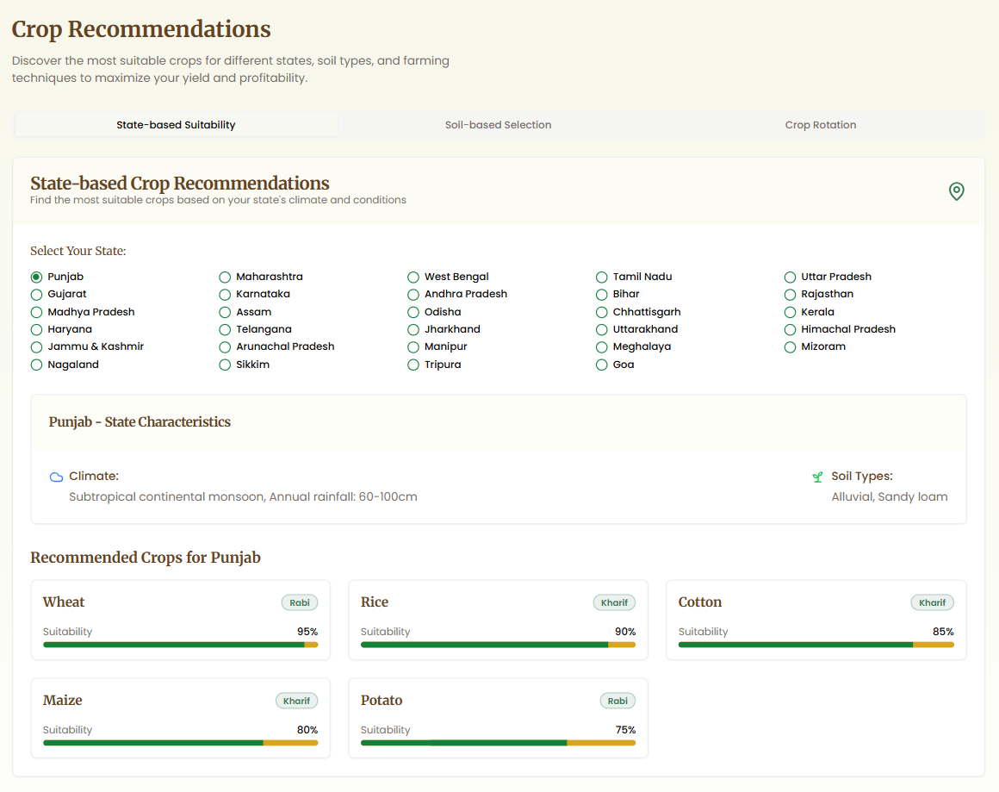 Crop Recommendations
Discover the most suitable crops for different states, soil types, and farming
techniques to maximize your yield and profitability.
State-based Suitability
Soil-based Selection
Crop Rotation
State-based Crop Recommendations
Find the most suitable crops based on your state's climate and conditions
Select Your State:
Punjab
Maharashtra
West Bengal
Tamil Nadu
Uttar Pradesh
Gujarat
Karnataka
Andhra Pradesh
Bihar
Rajasthan
Madhya Pradesh
Assam
Odisha
Chhattisgarh
Kerala
Haryana
Telangana
Jharkhand
Uttarakhand
Himachal Pradesh
Jammu & Kashmir
Arunachal Pradesh
Manipur
Meghalaya
Mizoram
Nagaland
Sikkim
Tripura
Goa
Punjab - State Characteristics
Climate:
Subtropical continental monsoon, Annual rainfall: 60-100cm
Soil Types:
Alluvial, Sandy loam
Recommended Crops for Punjab
Wheat
Rabi
Suitability
95%
Rice
Kharif
Suitability
90%
Cotton
Kharif
Suitability
85%
Maize
Kharif
Suitability
80%
Potato
Rabi
Suitability
75%